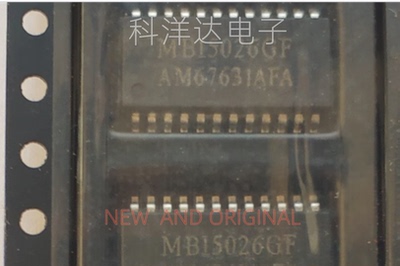 科洋达电子
MBI5026GF
AM67631AFA
NEW AND ORIGINAL
MBI5026GF